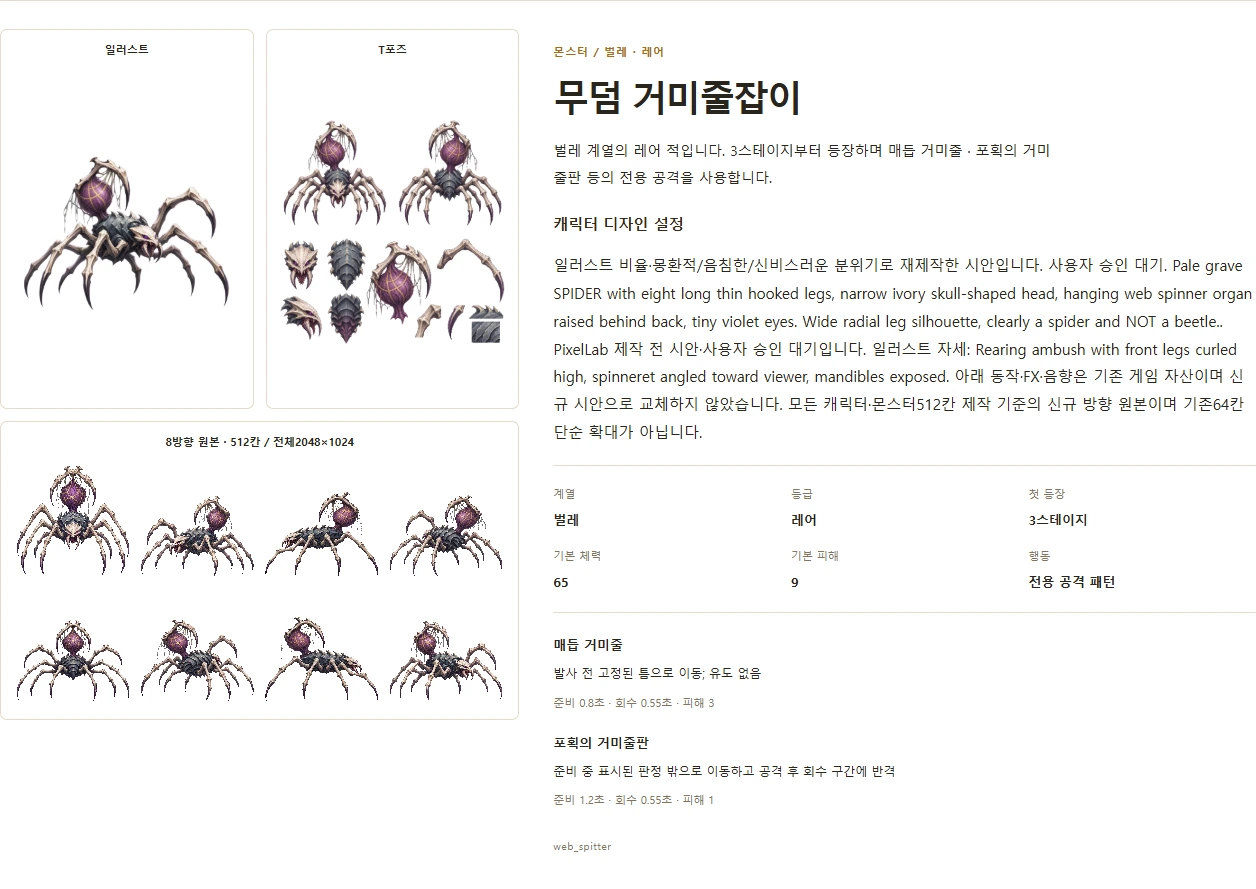 일러스트
T포즈
8방향 원본 · 512칸 / 전체2048×1024
몬스터 / 벌레 · 레어
무덤 거미줄잡이
벌레 계열의 레어 적입니다. 3스테이지부터 등장하며 매듭 거미줄 · 포획의 거미
줄판 등의 전용 공격을 사용합니다.
캐릭터 디자인 설정
일러스트 비율·몽환적/음침한/신비스러운 분위기로 재제작한 시안입니다. 사용자 승인 대기. Pale grave
SPIDER with eight long thin hooked legs, narrow ivory skull-shaped head, hanging web spinner organ
raised behind back, tiny violet eyes. Wide radial leg silhouette, clearly a spider and NOT a beetle..
PixelLab 제작 전 시안·사용자 승인 대기입니다. 일러스트 자세: Rearing ambush with front legs curled
high, spinneret angled toward viewer, mandibles exposed. 아래 동작·FX·음향은 기존 게임 자산이며 신
규 시안으로 교체하지 않았습니다. 모든 캐릭터·몬스터512칸 제작 기준의 신규 방향 원본이며 기존64칸
단순 확대가 아닙니다.
계열
등급
첫 등장
벌레
레어
3스테이지
기본 체력
기본 피해
행동
65
9
전용 공격 패턴
매듭 거미줄
발사 전 고정된 틈으로 이동; 유도 없음
준비 0.8초 · 회수 0.55초 · 피해 3
포획의 거미줄판
준비 중 표시된 판정 밖으로 이동하고 공격 후 회수 구간에 반격
준비 1.2초 · 회수 0.55초 · 피해 1
web_spitter